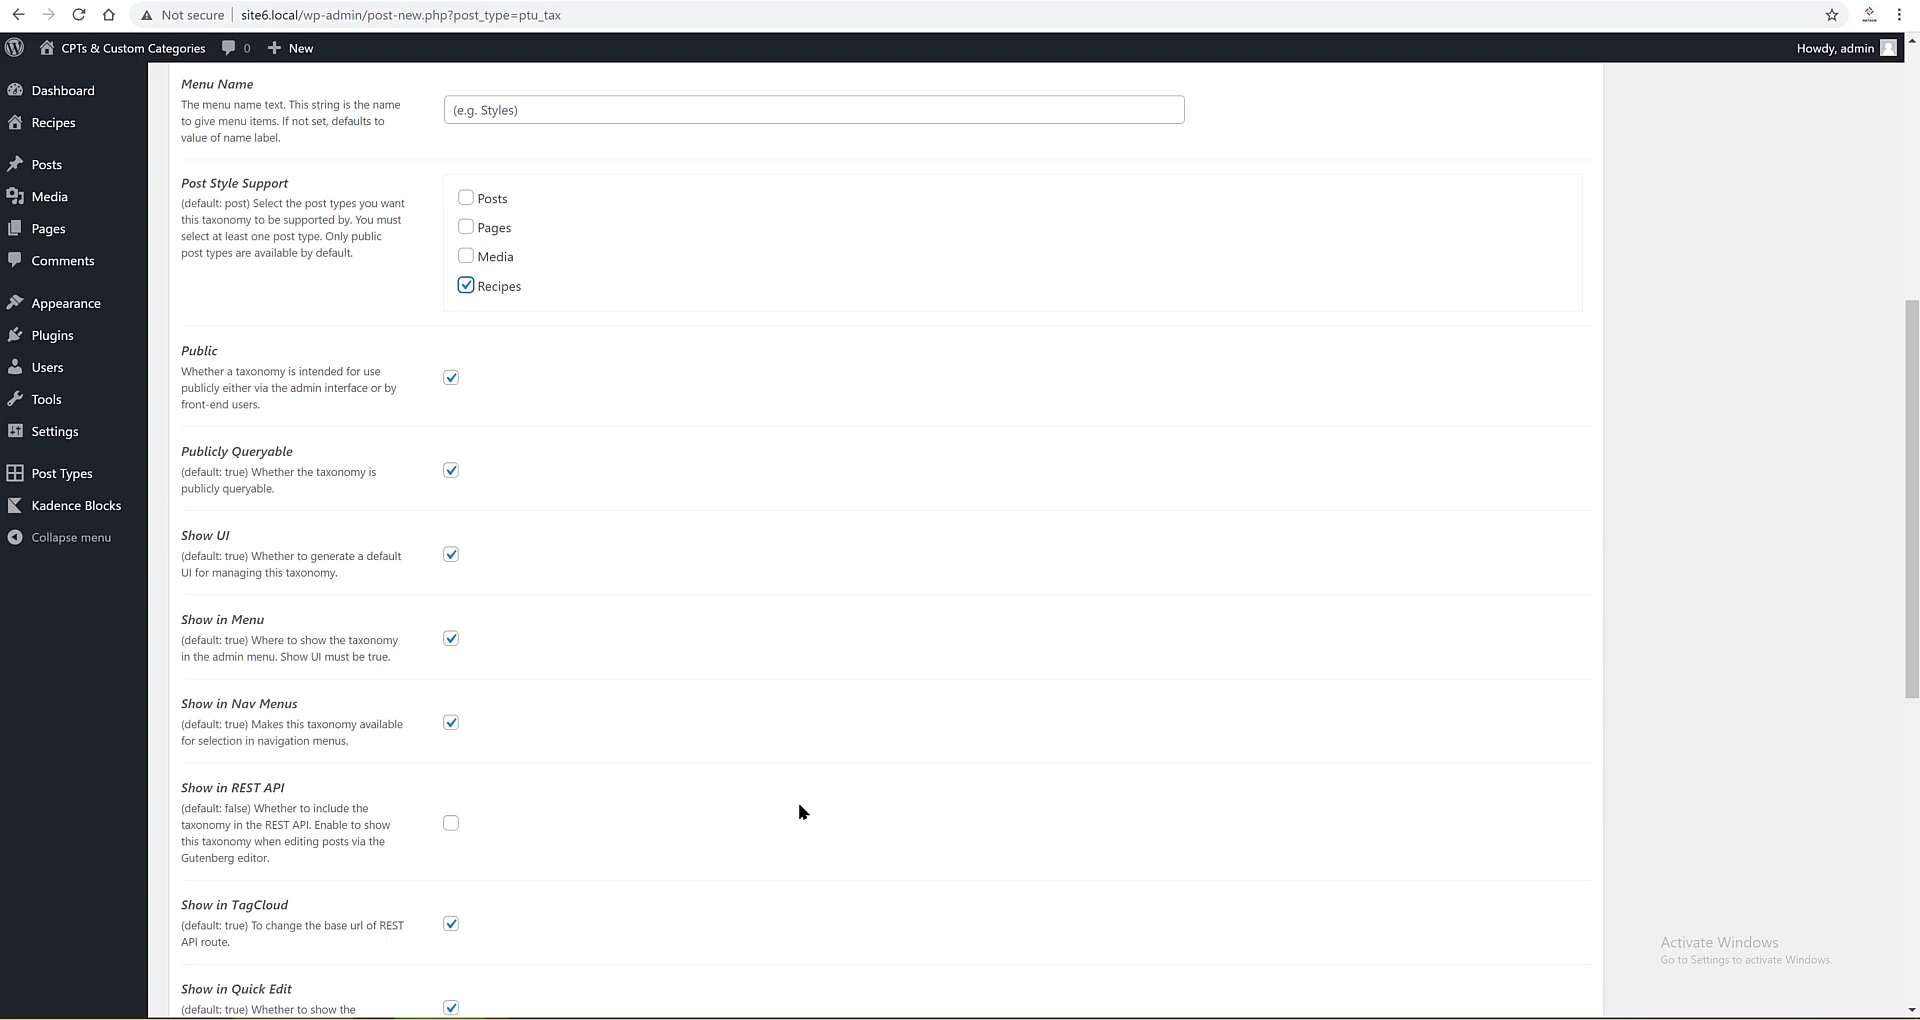 Not secure
site6.local/wp-admin/post-new.php?post_type=ptu_tax
CPTs & Custom Categories
0
New
Howdy, admin
Dashboard
Recipes
Posts
Media
Pages
Comments
Appearance
Plugins
Users
Tools
Settings
Post Types
Kadence Blocks
Collapse menu
Menu Name
The menu name text. This string is the name
to give menu items. If not set, defaults to
value of name label.
(e.g. Styles)
Post Style Support
(default: post) Select the post types you want
this taxonomy to be supported by. You must
select at least one post type. Only public
post types are available by default.
Posts
Pages
Media
Recipes
Public
Whether a taxonomy is intended for use
publicly either via the admin interface or by
front-end users.
Publicly Queryable
(default: true) Whether the taxonomy is
publicly queryable.
Show UI
(default: true) Whether to generate a default
UI for managing this taxonomy.
Show in Menu
(default: true) Where to show the taxonomy
in the admin menu. Show UI must be true.
Show in Nav Menus
(default: true) Makes this taxonomy available
for selection in navigation menus.
Show in REST API
(default: false) Whether to include the
taxonomy in the REST API. Enable to show
this taxonomy when editing posts via the
Gutenberg editor.
Show in TagCloud
(default: true) To change the base url of REST
API route.
Show in Quick Edit
(default: true) Whether to show the
Activate Windows
Go to Settings to activate Windows.